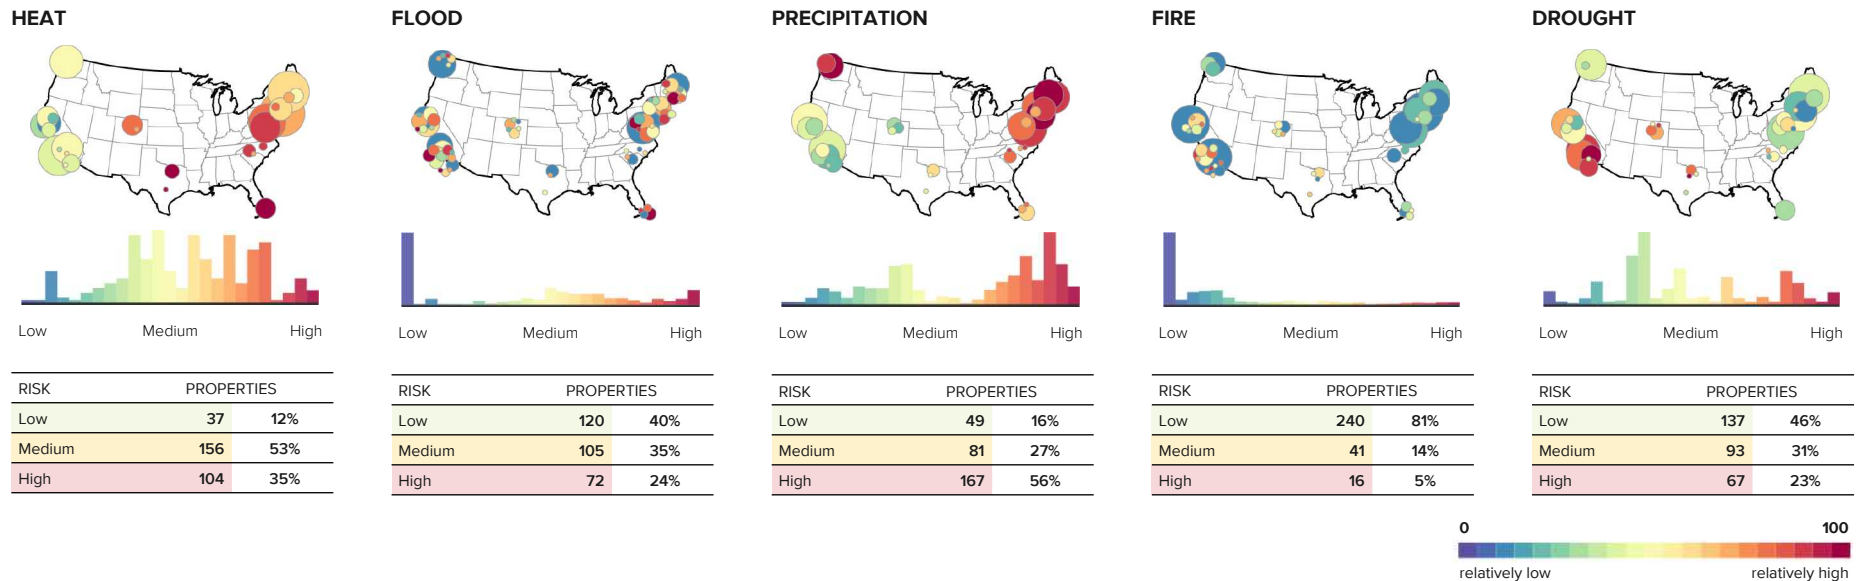 HEAT
Low Medium High
RISK PROPERTIES
Low 37 12%
Medium 156 53%
High 104 35%
FLOOD
Low Medium High
RISK PROPERTIES
Low 120 40%
Medium 105 35%
High 72 24%
PRECIPITATION
Low Medium High
RISK PROPERTIES
Low 49 16%
Medium 81 27%
High 167 56%
FIRE
Low Medium High
RISK PROPERTIES
Low 240 81%
Medium 41 14%
High 16 5%
DROUGHT
Low Medium High
RISK PROPERTIES
Low 137 46%
Medium 93 31%
High 67 23%
0 100
relatively low relatively high